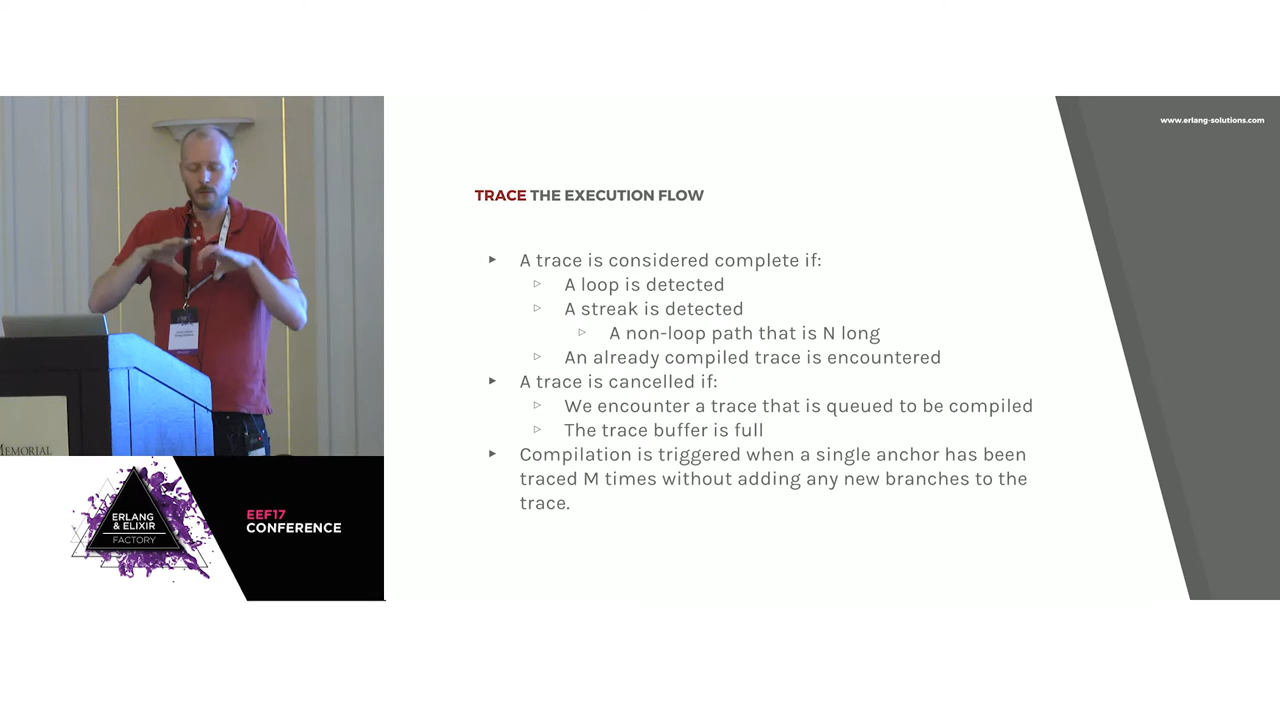 www.erlang-solutions.com
TRACE THE EXECUTION FLOW
A trace is considered complete if:
A loop is detected
A streak is detected
A non-loop path that is N long
An already compiled trace is encountered
A trace is cancelled if:
We encounter a trace that is queued to be compiled
The trace buffer is full
Compilation is triggered when a single anchor has been
traced M times without adding any new branches to the
trace.
EMORIAL
ERLANG
& ELIXIR
FACTORY
EEF17
CONFERENCE